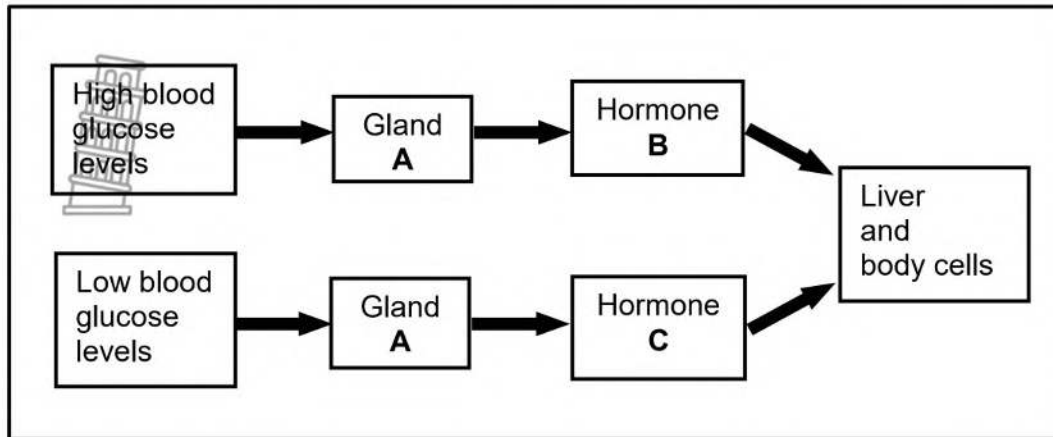 High blood
glucose
levels
Gland
A
Hormone
B
Liver
and
body cells
Low blood
glucose
levels
Gland
A
Hormone
C